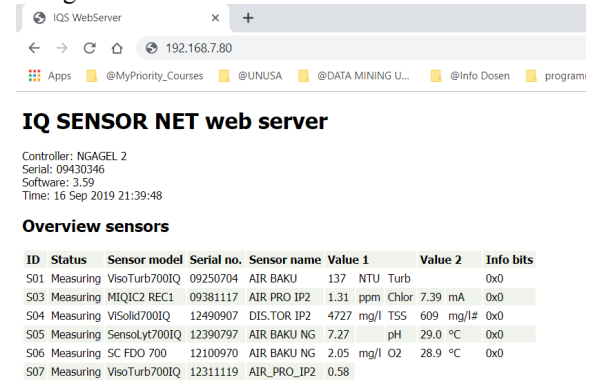 IQS WebServer × +
192.168.7.80
Apps @MyPriority_Courses @UNUSA @DATA MINING U... @Info Dosen program
IQ SENSOR NET web server
Controller: NGAGEL 2
Serial: 09430346
Software: 3.59
Time: 16 Sep 2019 21:39:48
Overview sensors
ID Status Sensor model Serial no. Sensor name Value 1 Value 2 Info bits
S01 Measuring VisoTurb700IQ 09250704 AIR BAKU 137 NTU Turb 0x0
S03 Measuring MIQIC2 REC1 09381117 AIR PRO IP2 1.31 ppm Chlor 7.39 mA 0x0
S04 Measuring ViSolid700IQ 12490907 DIS.TOR IP2 4727 mg/l TSS 609 mg/l# 0x0
S05 Measuring SensoLyt700IQ 12390797 AIR BAKU NG 7.27 pH 29.0 °C 0x0
S06 Measuring SC FDO 700 12100970 AIR BAKU NG 2.05 mg/l O2 28.9 °C 0x0
S07 Measuring VisoTurb700IQ 12311119 AIR_PRO_IP2 0.58